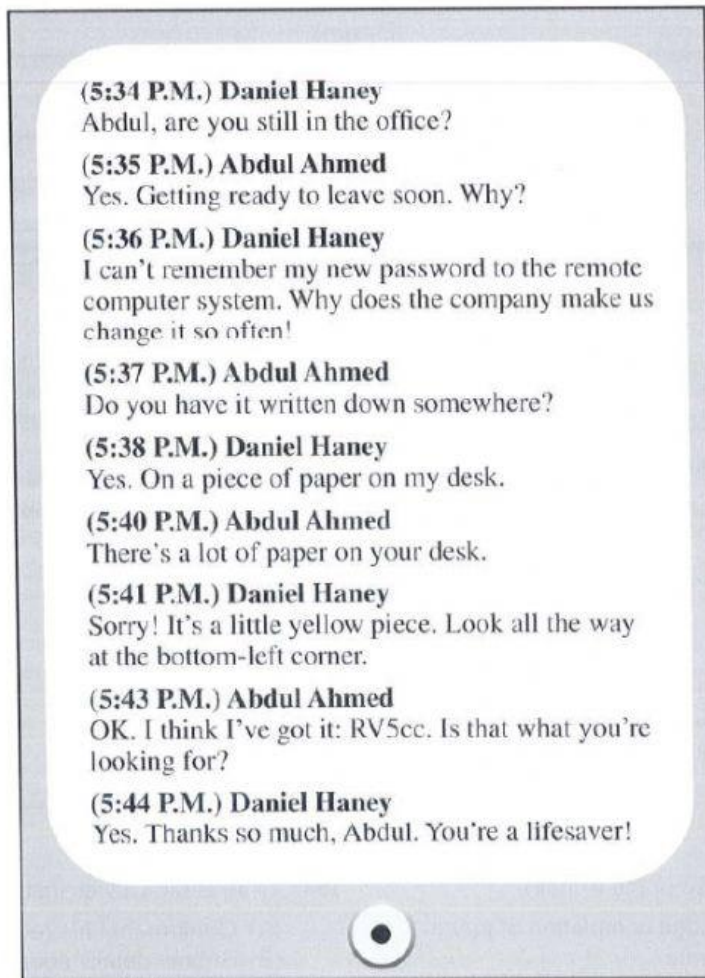 (5:34 P.M.) Daniel Haney
Abdul, are you still in the office?
(5:35 P.M.) Abdul Ahmed
Yes. Getting ready to leave soon. Why?
(5:36 P.M.) Daniel Haney
I can't remember my new password to the remote
computer system. Why does the company make us
change it so often!
(5:37 P.M.) Abdul Ahmed
Do you have it written down somewhere?
(5:38 P.M.) Daniel Haney
Yes. On a piece of paper on my desk.
(5:40 P.M.) Abdul Ahmed
There's a lot of paper on your desk.
(5:41 P.M.) Daniel Haney
Sorry! It's a little yellow piece. Look all the way
at the bottom-left corner.
(5:43 P.M.) Abdul Ahmed
OK. I think I've got it: RV5cc. Is that what you're
looking for?
(5:44 P.M.) Daniel Haney
Yes. Thanks so much, Abdul. You're a lifesaver!